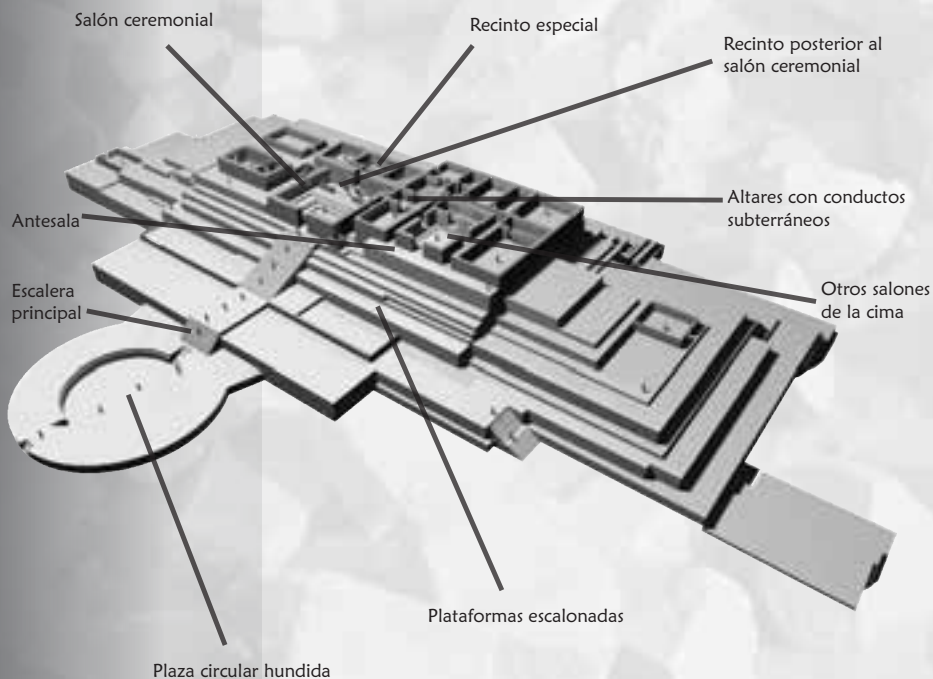 Salón ceremonial
Recinto especial
Recinto posterior al
salón ceremonial
Antesala
Altares con conductos
subterráneos
Escalera
principal
Otros salones
de la cima
Plataformas escalonadas
Plaza circular hundida